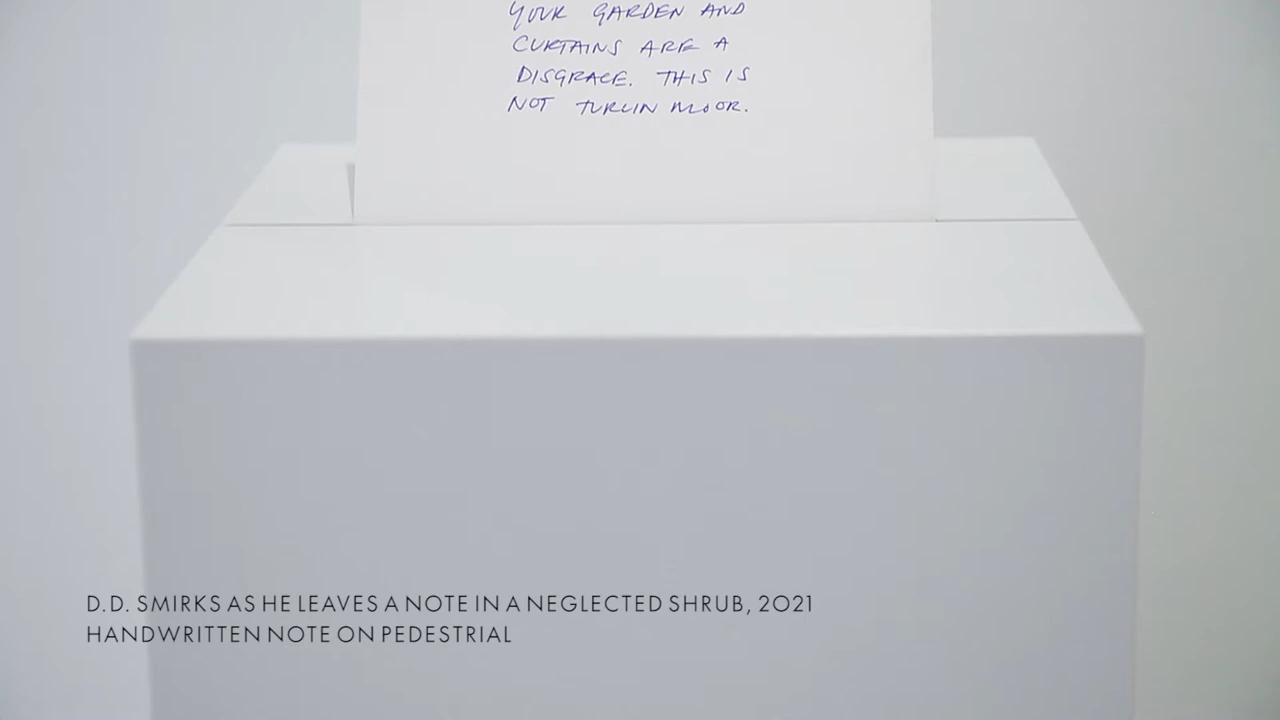 YOUR GARDEN AND
CURTAINS ARE A
DISGRACE. THIS IS
NOT TURLIN MOOR.
D.D. SMIRKS AS HE LEAVES A NOTE IN A NEGLECTED SHRUB, 2021
HANDWRITTEN NOTE ON PEDESTRIAL